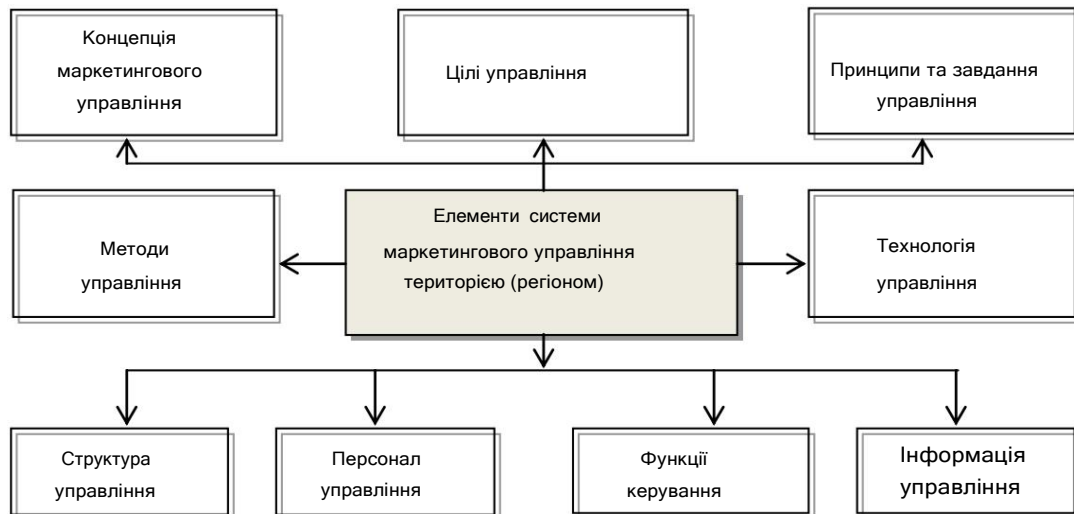 Концепція
маркетингового
управління
Цілі управління
Принципи та завдання
управління
Методи
управління
Елементи системи
маркетингового управління
територією (регіоном)
Технологія
управління
Структура
управління
Персонал
управління
Функції
керування
Інформація
управління